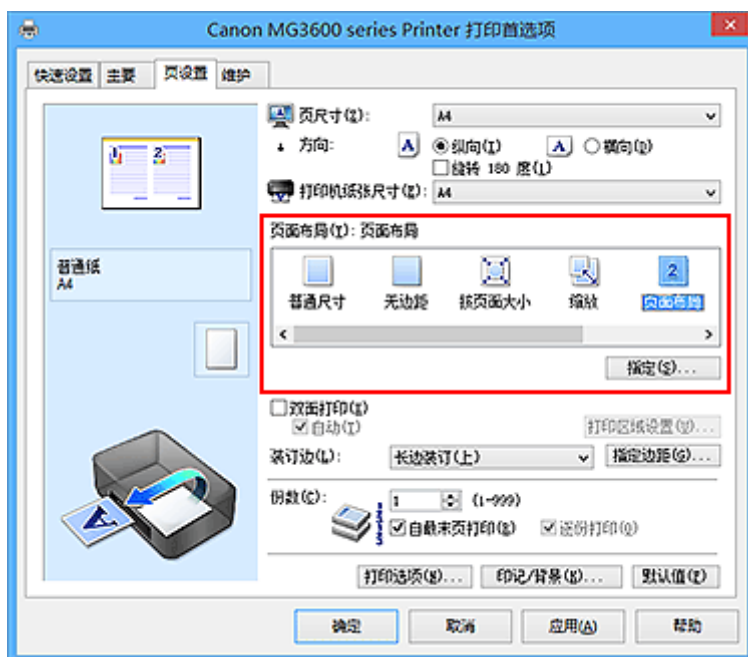 Canon MG3600 series Printer 打印首选项
快速设置 主要 页设置 维护
页尺寸(Z): A4
方向: A 纵向(I) A 横向(D)
旋转 180 度(L)
打印机纸张尺寸(E): A4
页面布局(Y): 页面布局
普通尺寸 无边距 按页面大小 缩放 页面布局
指定(S)...
1 2
普通纸
A4
双面打印(X)
自动(T) 打印区域设置(U)...
装订边(L): 长边装订(上) 指定边距(G)...
份数(C): 1 (1-999)
自最末页打印(R) 逐份打印(O)
打印选项(N)... 印记/背景(K)... 默认值(F)
确定 取消 应用(A) 帮助